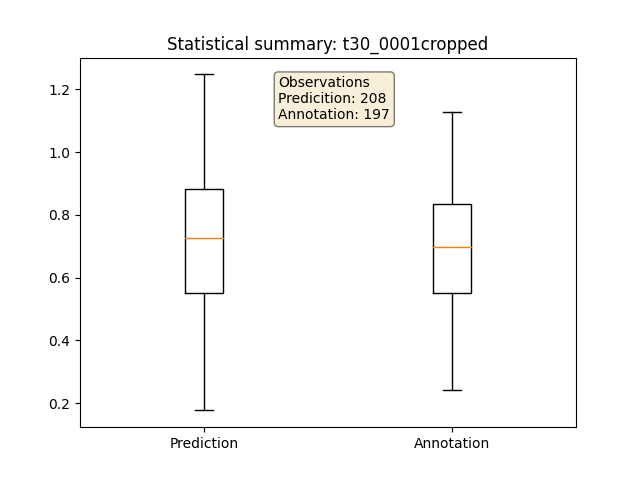 Statistical summary: t30_0001cropped
Observations
Predicition: 208
Annotation: 197
1.2
1.0
0.8
0.6
0.4
0.2
Prediction
Annotation